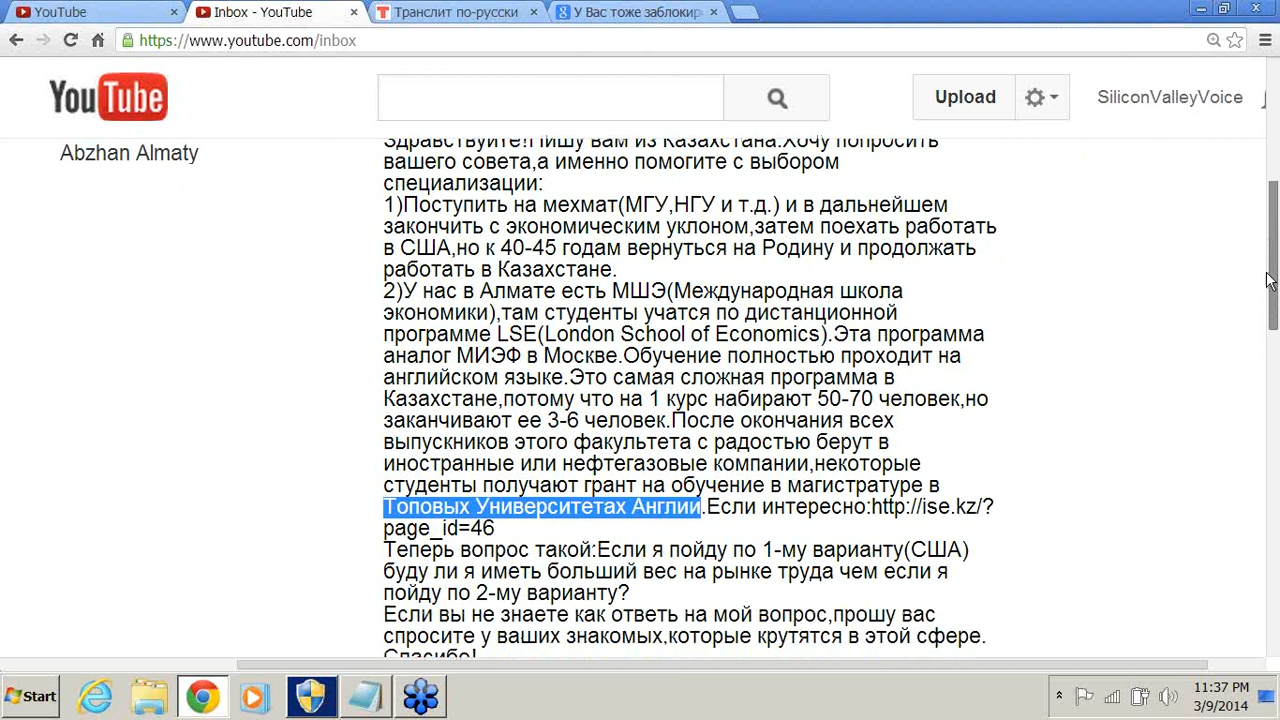 YouTube
Inbox - YouTube
Транслит по-русски
У Вас тоже заблокир
https://www.youtube.com/inbox
YouTube
Upload
SiliconValleyVoice
Abzhan Almaty
Здравствуйте!Пишу вам из Казахстана.Хочу попросить
вашего совета,а именно помогите с выбором
специализации:
1)Поступить на мехмат(МГУ,НГУ и т.д.) и в дальнейшем
закончить с экономическим уклоном,затем поехать работать
в США,но к 40-45 годам вернуться на Родину и продолжать
работать в Казахстане.
2)У нас в Алмате есть МШЭ(Международная школа
экономики),там студенты учатся по дистанционной
программе LSE(London School of Economics).Эта программа
аналог МИЭФ в Москве.Обучение полностью проходит на
английском языке.Это самая сложная программа в
Казахстане,потому что на 1 курс набирают 50-70 человек,но
заканчивают ее 3-6 человек.После окончания всех
выпускников этого факультета с радостью берут в
иностранные или нефтегазовые компании,некоторые
студенты получают грант на обучение в магистратуре в
Топовых Университетах Англии.Если интересно:http://ise.kz/?
page_id=46
Теперь вопрос такой:Если я пойду по 1-му варианту(США)
буду ли я иметь больший вес на рынке труда чем если я
пойду по 2-му варианту?
Если вы не знаете как ответь на мой вопрос,прошу вас
спросите у ваших знакомых,которые крутятся в этой сфере.
Спасибо!
Start
11:37 PM
3/9/2014